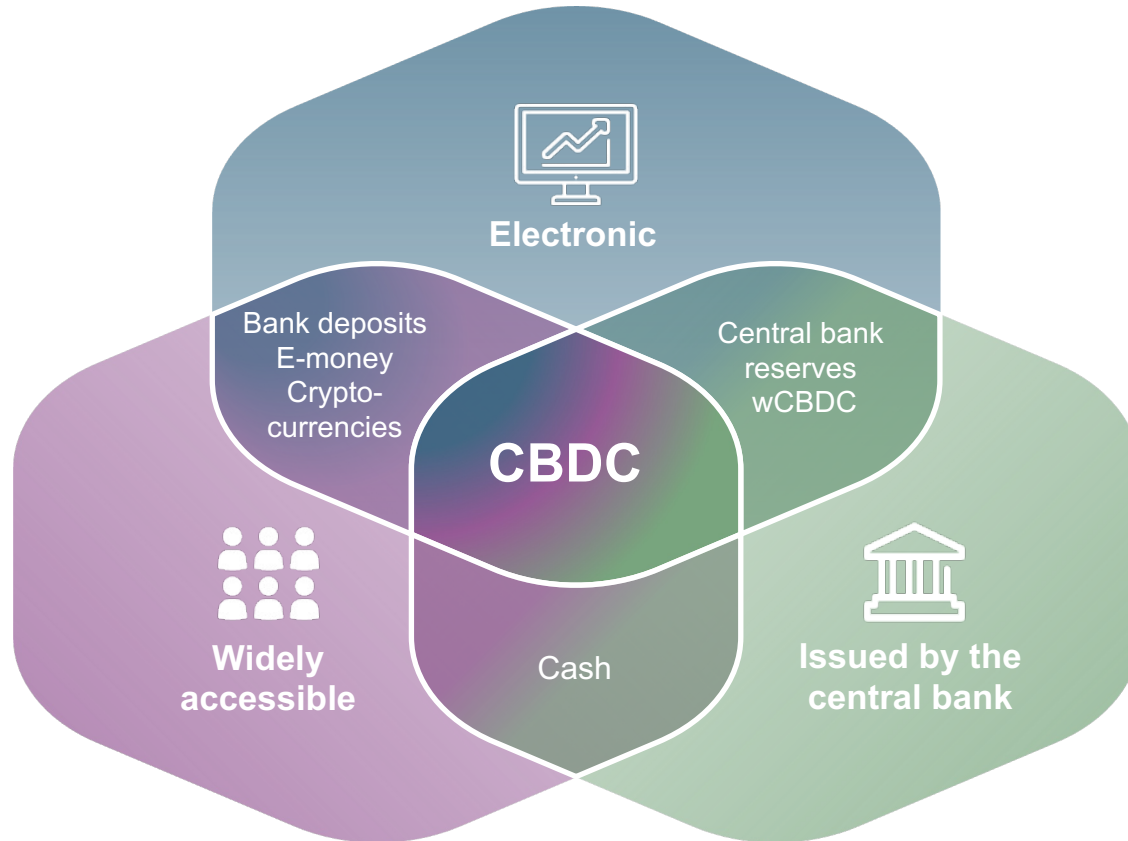 Electronic
Bank deposits
E-money
Crypto-
currencies
Central bank
reserves
wCBDC
CBDC
Widely
accessible
Cash
Issued by the
central bank